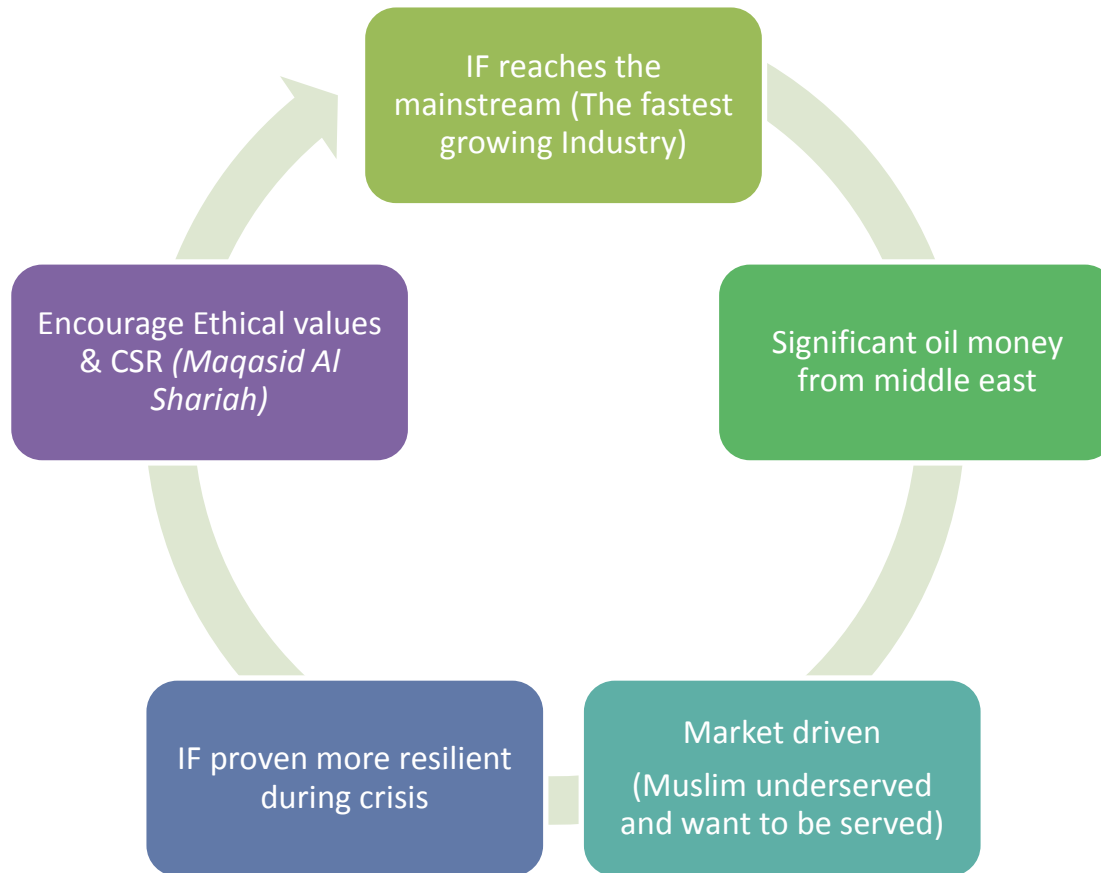 IF reaches the
mainstream (The fastest
growing Industry)
Significant oil money
from middle east
Market driven
(Muslim underserved
and want to be served)
IF proven more resilient
during crisis
Encourage Ethical values
& CSR (Maqasid Al
Shariah)